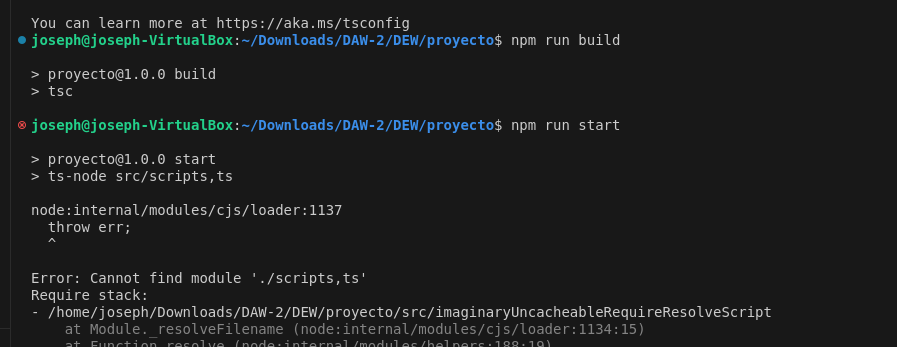 You can learn more at https://aka.ms/tsconfig
joseph@joseph-VirtualBox:~/Downloads/DAW-2/DEW/proyecto$ npm run build
> proyecto@1.0.0 build
> tsc
joseph@joseph-VirtualBox:~/Downloads/DAW-2/DEW/proyecto$ npm run start
> proyecto@1.0.0 start
> ts-node src/scripts,ts
node:internal/modules/cjs/loader:1137
  throw err;
  ^
Error: Cannot find module './scripts,ts'
Require stack:
- /home/joseph/Downloads/DAW-2/DEW/proyecto/src/imaginaryUncacheableRequireResolveScript
    at Module._resolveFilename (node:internal/modules/cjs/loader:1134:15)
    at Function.resolve (node:internal/modules/helpers:188:19)